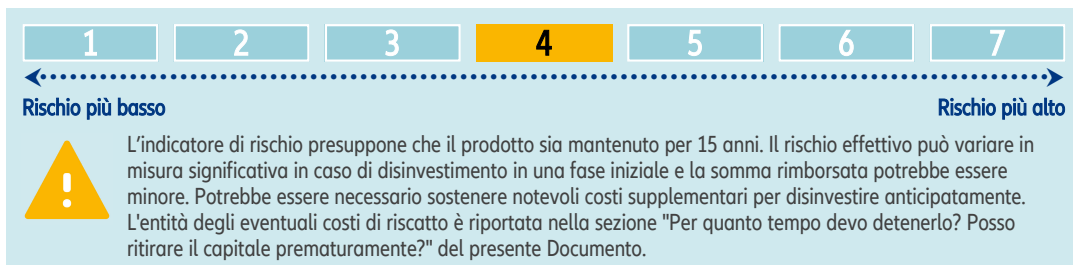 1 2 3 4 5 6 7
Rischio più basso Rischio più alto
L'indicatore di rischio presuppone che il prodotto sia mantenuto per 15 anni. Il rischio effettivo può variare in
misura significativa in caso di disinvestimento in una fase iniziale e la somma rimborsata potrebbe essere
minore. Potrebbe essere necessario sostenere notevoli costi supplementari per disinvestire anticipatamente.
L'entità degli eventuali costi di riscatto è riportata nella sezione "Per quanto tempo devo detenerlo? Posso
ritirare il capitale prematuramente?" del presente Documento.